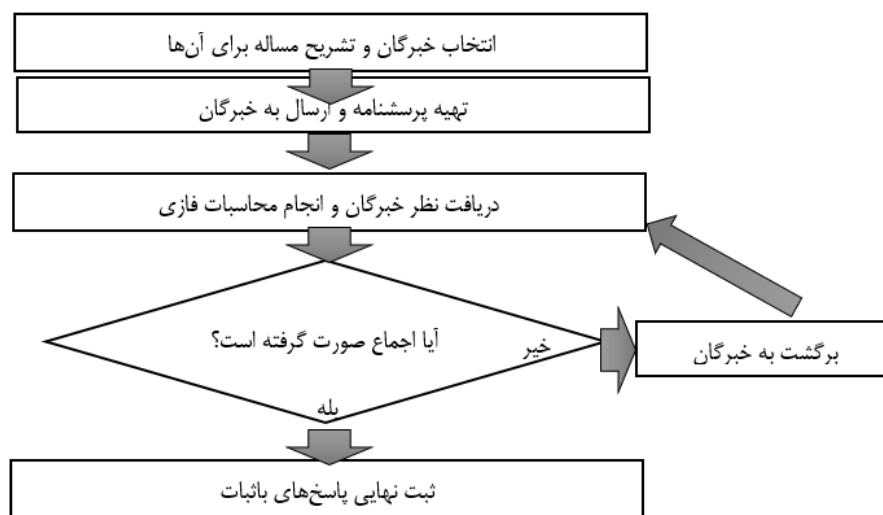 انتخاب خبرگان و تشریح مساله برای آن‌ها
تهیه پرسشنامه و ارسال به خبرگان
دریافت نظر خبرگان و انجام محاسبات فازی
آیا اجماع صورت گرفته است؟
خیر
برگشت به خبرگان
بله
ثبت نهایی پاسخ‌های باثبات